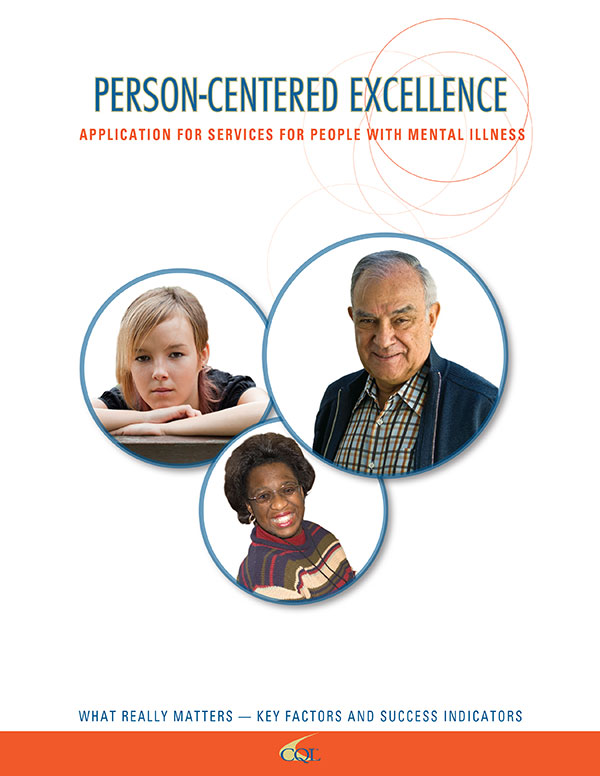 PERSON-CENTERED EXCELLENCE
APPLICATION FOR SERVICES FOR PEOPLE WITH MENTAL ILLNESS
WHAT REALLY MATTERS — KEY FACTORS AND SUCCESS INDICATORS
CQL